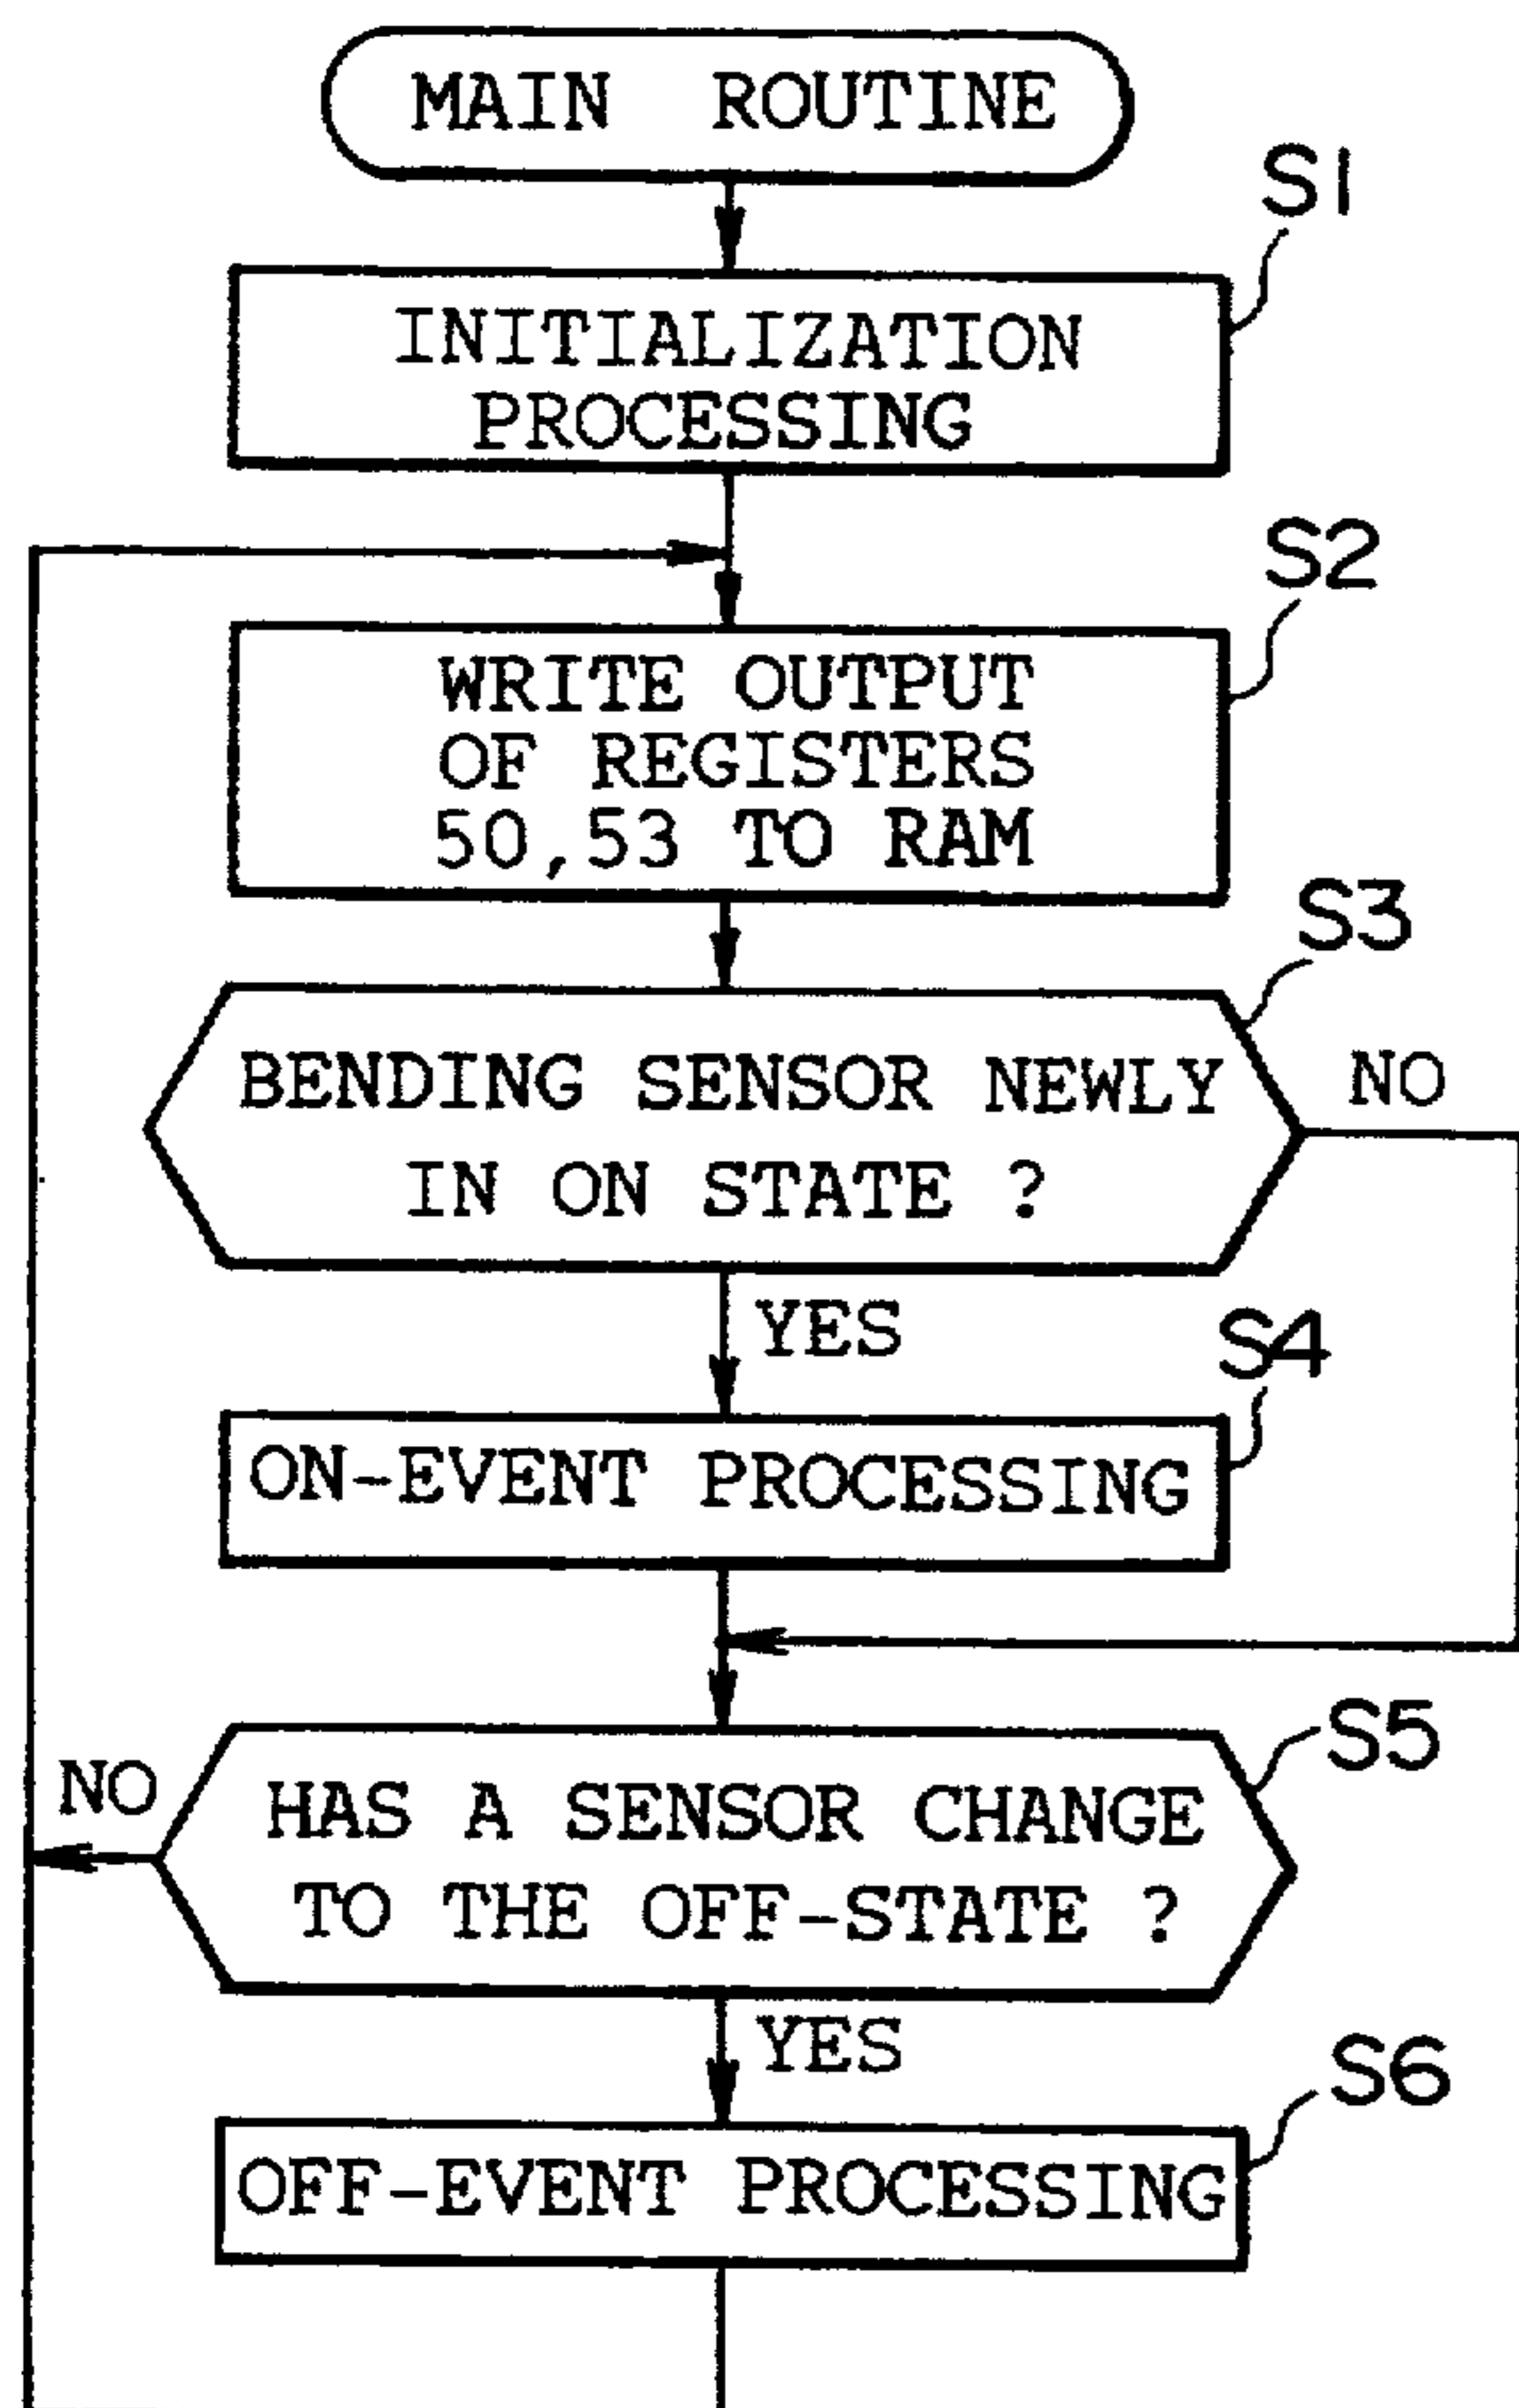 MAIN ROUTINE
S1
INITIALIZATION
PROCESSING
S2
WRITE OUTPUT
OF REGISTERS
50,53 TO RAM
S3
BENDING SENSOR NEWLY
IN ON STATE ?
NO
YES
S4
ON-EVENT PROCESSING
S5
NO
HAS A SENSOR CHANGE
TO THE OFF-STATE ?
YES
S6
OFF-EVENT PROCESSING